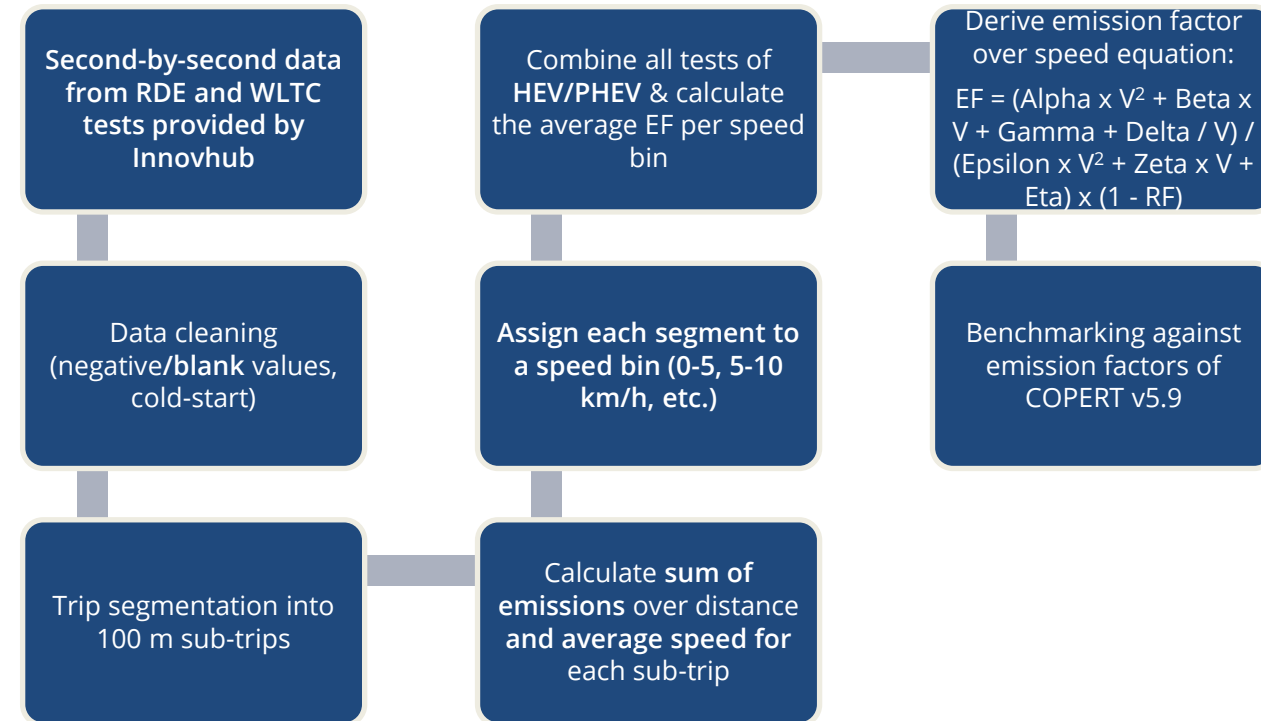 Second-by-second data
from RDE and WLTC
tests provided by
Innovhub
Data cleaning
(negative/blank values,
cold-start)
Trip segmentation into
100 m sub-trips
Calculate sum of
emissions over distance
and average speed for
each sub-trip
Assign each segment to
a speed bin (0-5, 5-10
km/h, etc.)
Combine all tests of
HEV/PHEV & calculate
the average EF per speed
bin
Derive emission factor
over speed equation:
EF = (Alpha x V² + Beta x
V + Gamma + Delta / V) /
(Epsilon x V² + Zeta x V +
Eta) x (1 - RF)
Benchmarking against
emission factors of
COPERT v5.9